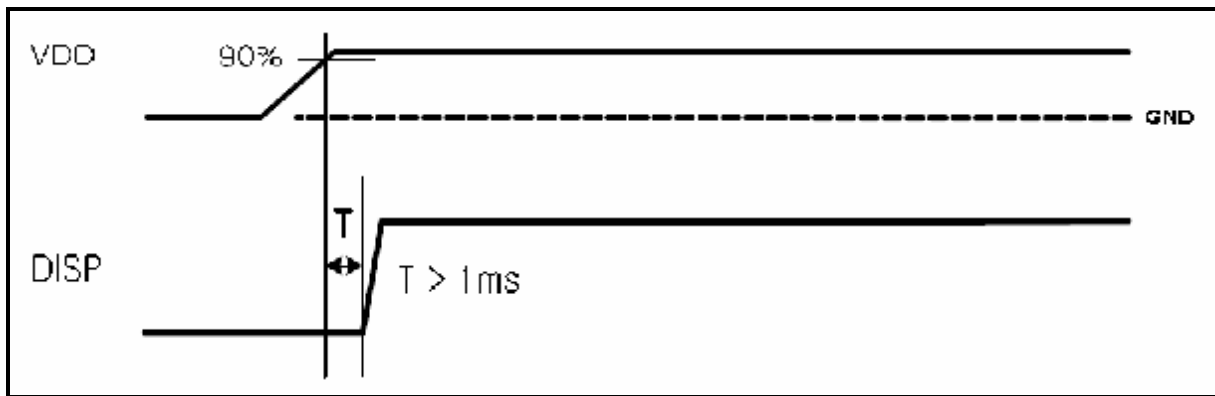 VDD
90%
GND
T
DISP
T > 1ms